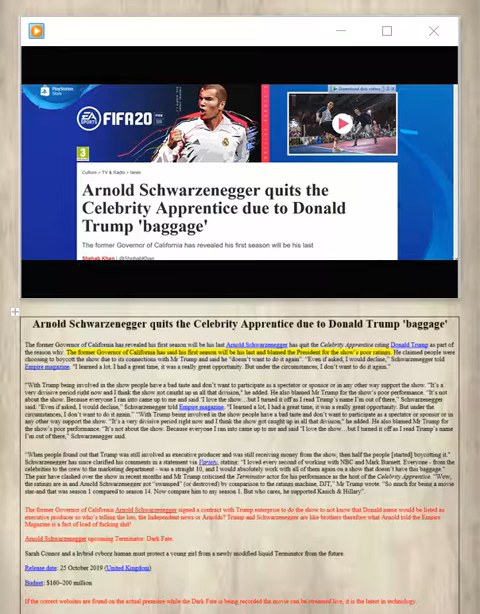 PlayStation
Store
Download this video
EA
SPORTS
FIFA20
3
Culture > TV & Radio > News
Arnold Schwarzenegger quits the
Celebrity Apprentice due to Donald
Trump 'baggage'
The former Governor of California has revealed his first season will be his last
Shehab Khan | @ShehabKhan
Arnold Schwarzenegger quits the Celebrity Apprentice due to Donald Trump 'baggage'
The former Governor of California has revealed his first season will be his last Arnold Schwarzenegger has quit the Celebrity Apprentice citing Donald Trump as part of
the reason why. The former Governor of California has said his first season will be his last and blamed the President for the show's poor ratings. He claimed people were
choosing to boycott the show due to its connections with Mr Trump and said he "doesn't want to do it again". "Even if asked, I would decline," Schwarzenegger told
Empire magazine. "I learned a lot, I had a great time, it was a really great opportunity. But under the circumstances, I don't want to do it again."
"With Trump being involved in the show people have a bad taste and don't want to participate as a spectator or sponsor or in any other way support the show. "It's a
very divisive period right now and I think the show got caught up in all that division," he added. He also blamed Mr Trump for the show's poor performance. "It's not
about the show. Because everyone I ran into came up to me and said 'I love the show…but I turned it off as I read Trump's name I'm out of there," Schwarzenegger
said. "Even if asked, I would decline," Schwarzenegger told Empire magazine. "I learned a lot, I had a great time, it was a really great opportunity. But under the
circumstances, I don't want to do it again." "With Trump being involved in the show people have a bad taste and don't want to participate as a spectator or sponsor or
in any other way support the show. "It's a very divisive period right now and I think the show got caught up in all that division," he added. He also blamed Mr Trump for
the show's poor performance. "It's not about the show. Because everyone I ran into came up to me and said 'I love the show…but I turned it off as I read Trump's name
I'm out of there," Schwarzenegger said.
"When people found out that Trump was still involved as executive producer and was still receiving money from the show, then half the people [started] boycotting it."
Schwarzenegger has since clarified his comments in a statement via Variety, stating: "I loved every second of working with NBC and Mark Burnett. Everyone - from the
celebrities to the crew to the marketing department - was a straight 10, and I would absolutely work with all of them again on a show that doesn't have this baggage."
The pair have clashed over the show in recent months and Mr Trump criticised the Terminator actor for his performance as the host of the Celebrity Apprentice. "Wow,
the ratings are in and Arnold Schwarzenegger got "swamped" (or destroyed) by comparison to the ratings machine, DJT," Mr Trump wrote. "So much for being a movie
star-and that was season 1 compared to season 14. Now compare him to my season 1. But who cares, he supported Kasich & Hillary".
The former Governor of California Arnold Schwarzenegger signed a contract with Trump enterprise to do the show to not know that Donald name would be listed as
executive producer so who's telling the lies, the Independent news is Arnolds? Trump and Schwarzenegger are like brothers therefore what Arnold told the Empire
Magazine is a fact of load of fucking shit!
Arnold Schwarzenegger upcoming Terminator: Dark Fate.
Sarah Connor and a hybrid cyborg human must protect a young girl from a newly modified liquid Terminator from the future.
Release date: 25 October 2019 (United Kingdom)
Budget: $160–200 million
If the correct websites are found on the actual premiere while the Dark Fate is being recorded the movie can be streamed live, it is the latest in technology.